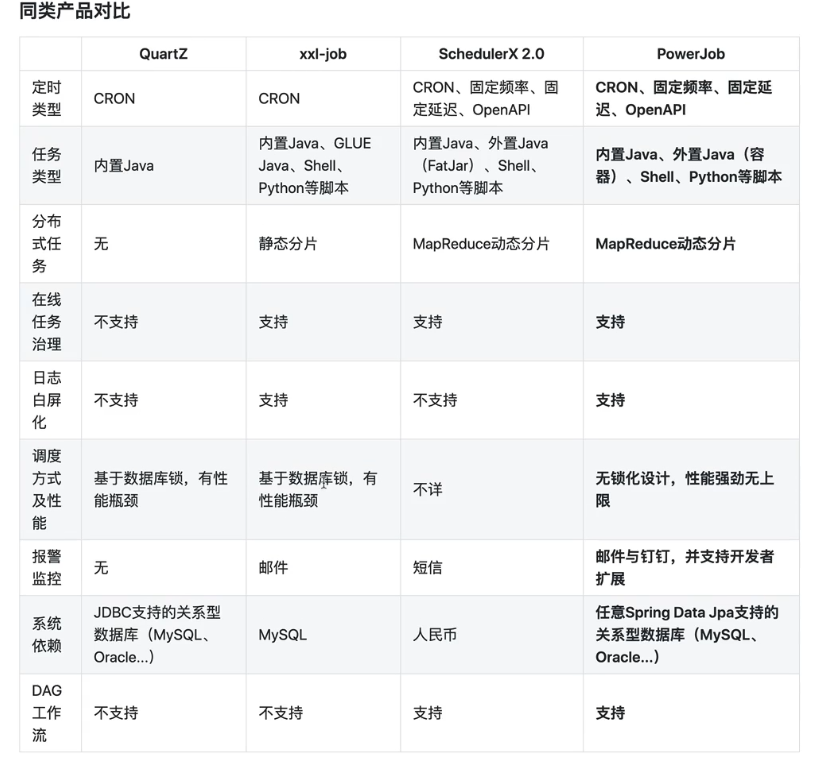 同类产品对比
QuartZ
xxl-job
SchedulerX 2.0
PowerJob
定时
类型
CRON
CRON
CRON、固定频率、固
定延迟、OpenAPI
CRON、固定频率、固定延
迟、OpenAPI
任务
类型
内置Java
内置Java、GLUE
Java、Shell、
Python等脚本
内置Java、外置Java
（FatJar）、Shell、
Python等脚本
内置Java、外置Java（容
器）、Shell、Python等脚本
分布
式任
务
无
静态分片
MapReduce动态分片
MapReduce动态分片
在线
任务
治理
不支持
支持
支持
支持
日志
白屏
化
不支持
支持
不支持
支持
调度
方式
及性
能
基于数据库锁，有性
能瓶颈
基于数据库锁，有
性能瓶颈
不详
无锁化设计，性能强劲无上
限
报警
监控
无
邮件
短信
邮件与钉钉，并支持开发者
扩展
系统
依赖
JDBC支持的关系型
数据库（MySQL、
Oracle...）
MySQL
人民币
任意Spring Data Jpa支持的
关系型数据库（MySQL、
Oracle...）
DAG
工作
流
不支持
不支持
支持
支持